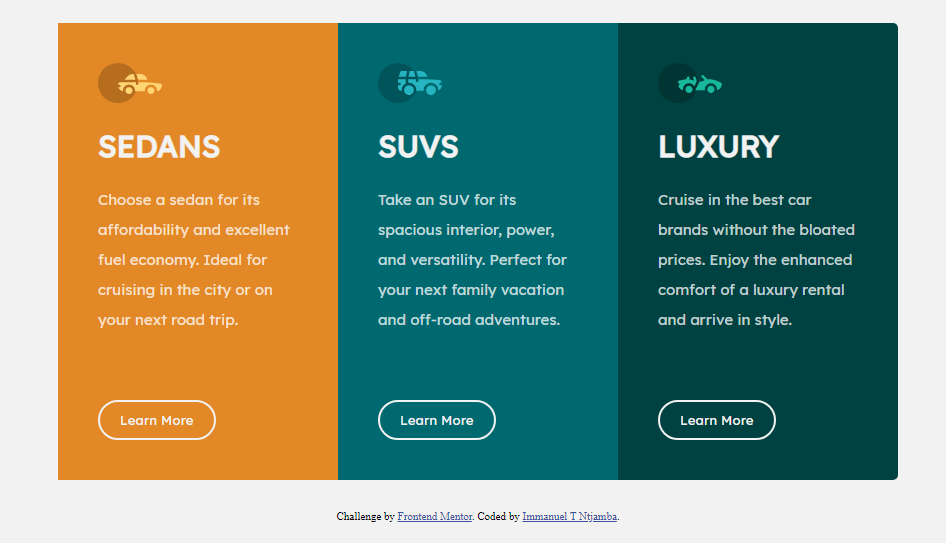 SEDANS
Choose a sedan for its
affordability and excellent
fuel economy. Ideal for
cruising in the city or on
your next road trip.
Learn More
SUVS
Take an SUV for its
spacious interior, power,
and versatility. Perfect for
your next family vacation
and off-road adventures.
Learn More
LUXURY
Cruise in the best car
brands without the bloated
prices. Enjoy the enhanced
comfort of a luxury rental
and arrive in style.
Learn More
Challenge by Frontend Mentor. Coded by Immanuel T Ntjamba.